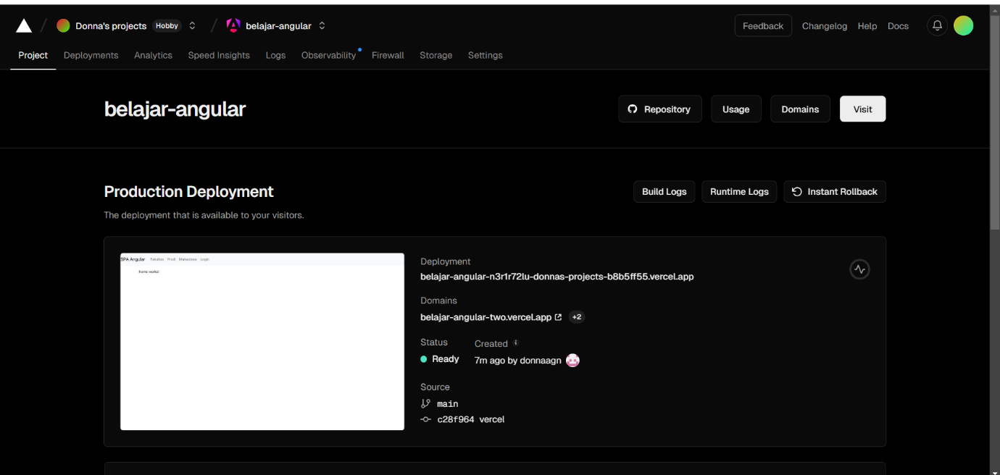 Donna's projects Hobby belajar-angular Feedback Changelog Help Docs
Project Deployments Analytics Speed Insights Logs Observability Firewall Storage Settings
belajar-angular Repository Usage Domains Visit
Production Deployment Build Logs Runtime Logs Instant Rollback
The deployment that is available to your visitors.
SPA Angular Fakultas Prodi Mahasiswa Login
home works!
Deployment
belajar-angular-n3r1r72lu-donnas-projects-b8b5ff55.vercel.app
Domains
belajar-angular-two.vercel.app +2
Status Created
Ready 7m ago by donnaagn
Source
main
c28f964 vercel